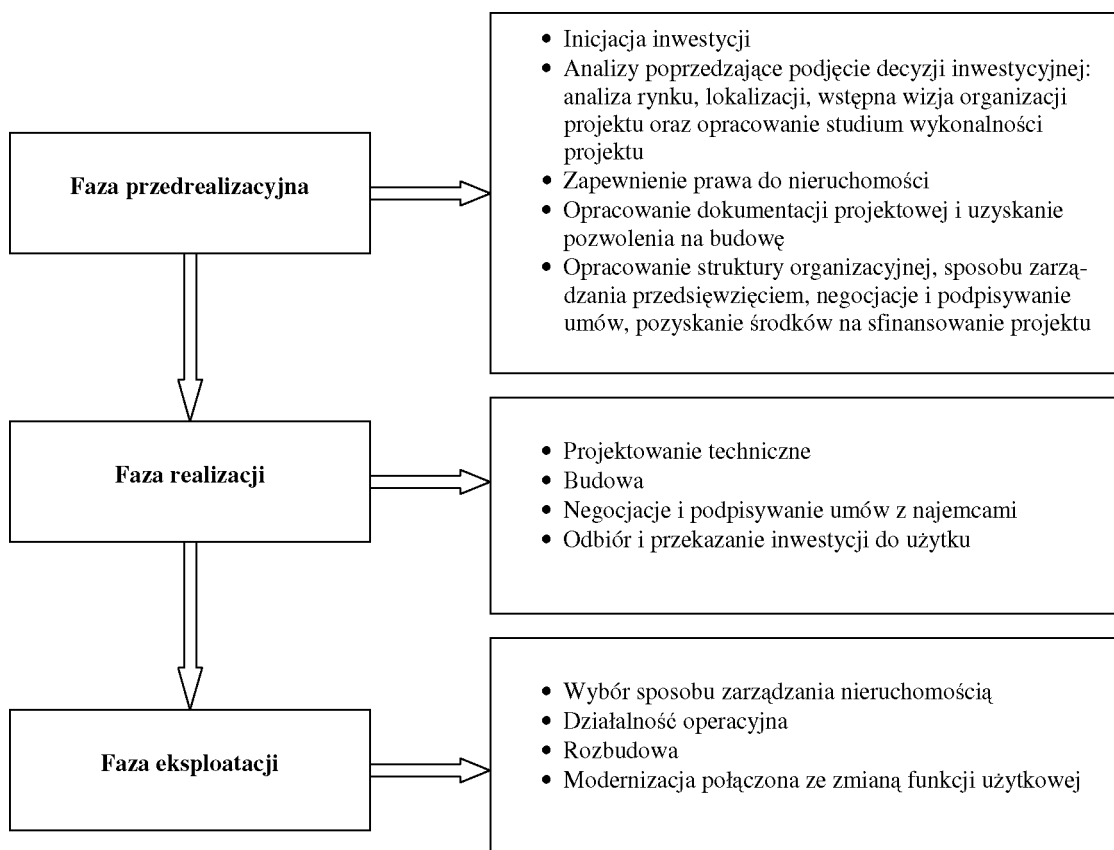 Faza przedrealizacyjna
• Inicjacja inwestycji
• Analizy poprzedzające podjęcie decyzji inwestycyjnej:
analiza rynku, lokalizacji, wstępna wizja organizacji
projektu oraz opracowanie studium wykonalności
projektu
• Zapewnienie prawa do nieruchomości
• Opracowanie dokumentacji projektowej i uzyskanie
pozwolenia na budowę
• Opracowanie struktury organizacyjnej, sposobu zarzą-
dzania przedsięwzięciem, negocjacje i podpisywanie
umów, pozyskanie środków na sfinansowanie projektu
Faza realizacji
• Projektowanie techniczne
• Budowa
• Negocjacje i podpisywanie umów z najemcami
• Odbiór i przekazanie inwestycji do użytku
Faza eksploatacji
• Wybór sposobu zarządzania nieruchomością
• Działalność operacyjna
• Rozbudowa
• Modernizacja połączona ze zmianą funkcji użytkowej